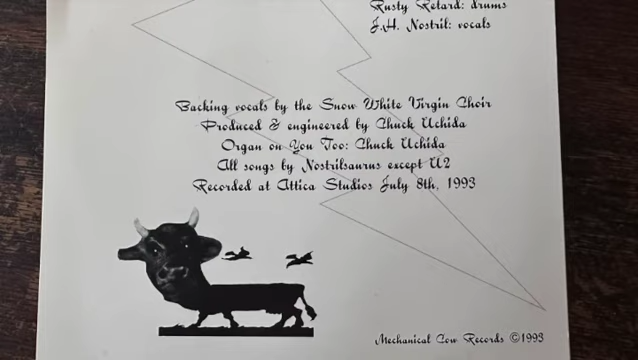 Rusty Retard: drums
J.H. Nostril: vocals
Backing vocals by the Snow White Virgin Choir
Produced & engineered by Chuck Uchida
Organ on You Too: Chuck Uchida
All songs by Nostrilsaurus except U2
Recorded at Attica Studios July 8th, 1993
Mechanical Cow Records ©1993